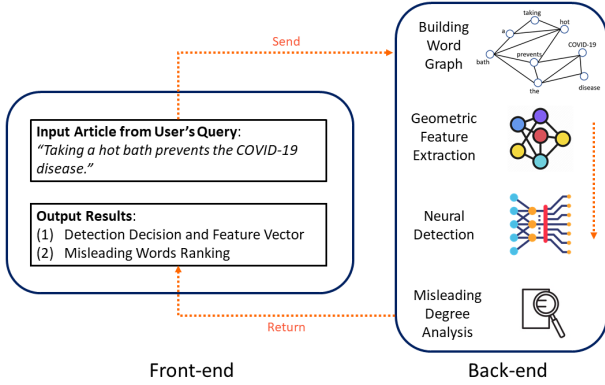 Send
Input Article from User's Query:
“Taking a hot bath prevents the COVID-19
disease.”
Output Results:
(1) Detection Decision and Feature Vector
(2) Misleading Words Ranking
Return
Front-end
Building
Word
Graph
taking
a
hot
COVID-19
bath
prevents
the
disease
Geometric
Feature
Extraction
Neural
Detection
Misleading
Degree
Analysis
Back-end